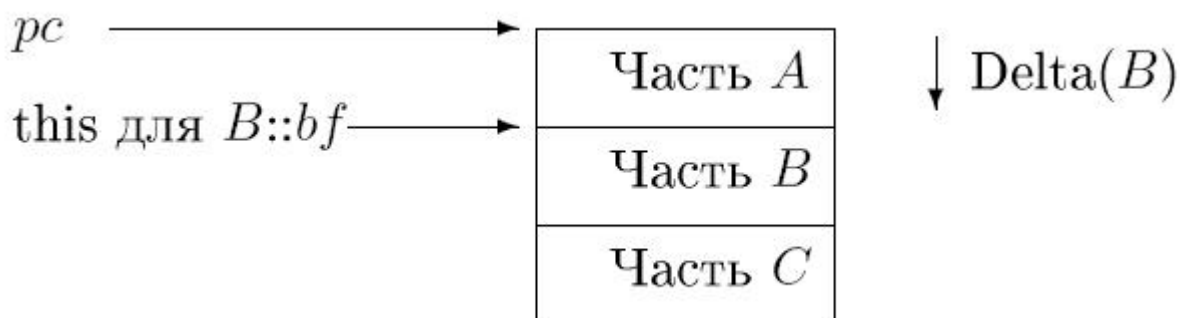 pc
Часть A
Delta(B)
this для B::bf
Часть B
Часть C